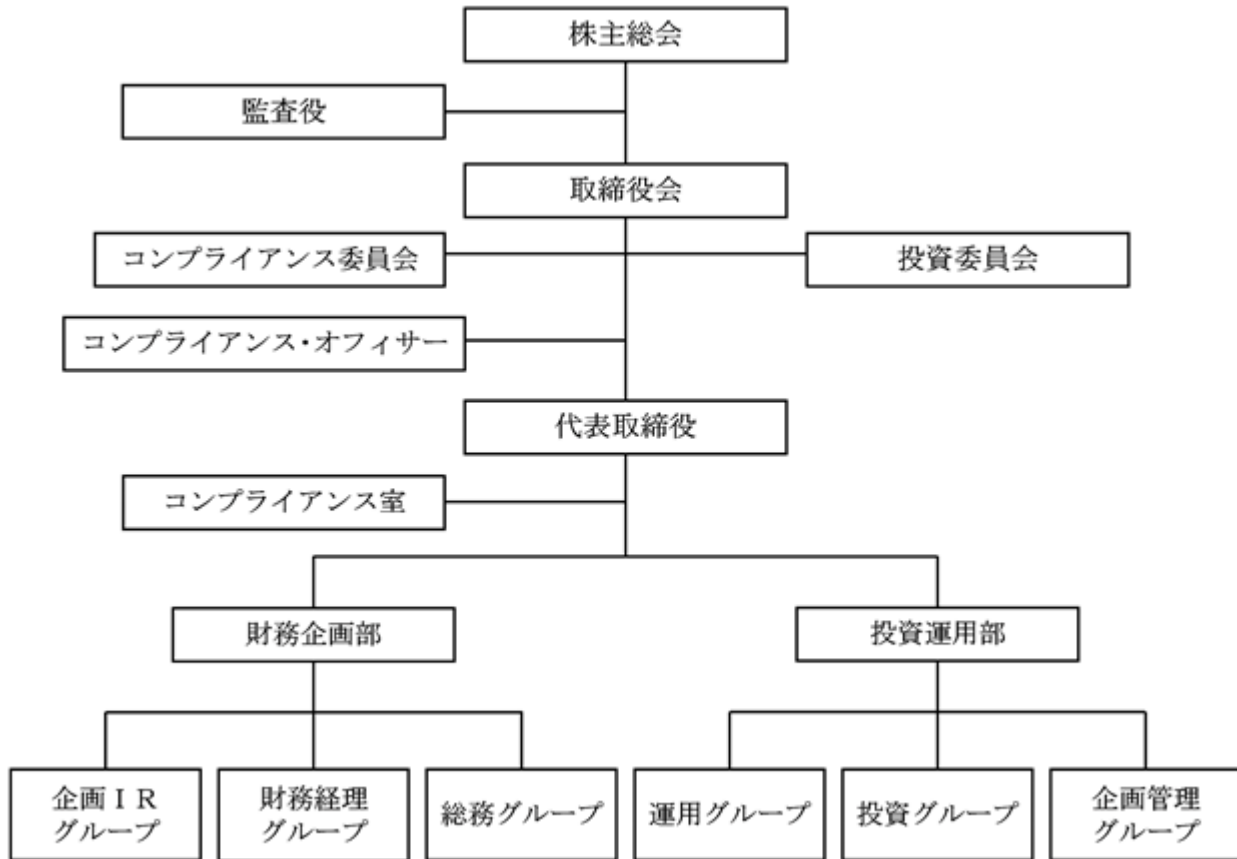 株主総会
監査役
取締役会
コンプライアンス委員会
投資委員会
コンプライアンス・オフィサー
代表取締役
コンプライアンス室
財務企画部
投資運用部
企画ＩＲ
グループ
財務経理
グループ
総務グループ
運用グループ
投資グループ
企画管理
グループ